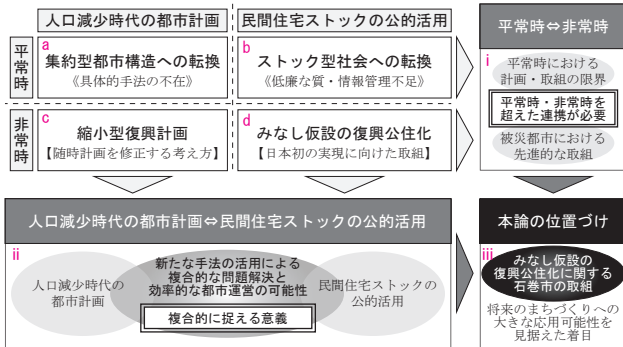 人口減少時代の都市計画
民間住宅ストックの公的活用
平常時⇔非常時
平常時
a
集約型都市構造への転換
《具体的手法の不在》
b
ストック型社会への転換
《低廉な質・情報管理不足》
i
平常時における
計画・取組の限界
平常時・非常時を
超えた連携が必要
被災都市における
先進的な取組
非常時
c
縮小型復興計画
【随時計画を修正する考え方】
d
みなし仮設の復興公住化
【日本初の実現に向けた取組】
人口減少時代の都市計画⇔民間住宅ストックの公的活用
ii
人口減少時代の
都市計画
新たな手法の活用による
複合的な問題解決と
効率的な都市運営の可能性
複合的に捉える意義
民間住宅ストックの
公的活用
本論の位置づけ
iii
みなし仮設の
復興公住化に関する
石巻市の取組
将来のまちづくりへの
大きな応用可能性を
見据えた着目